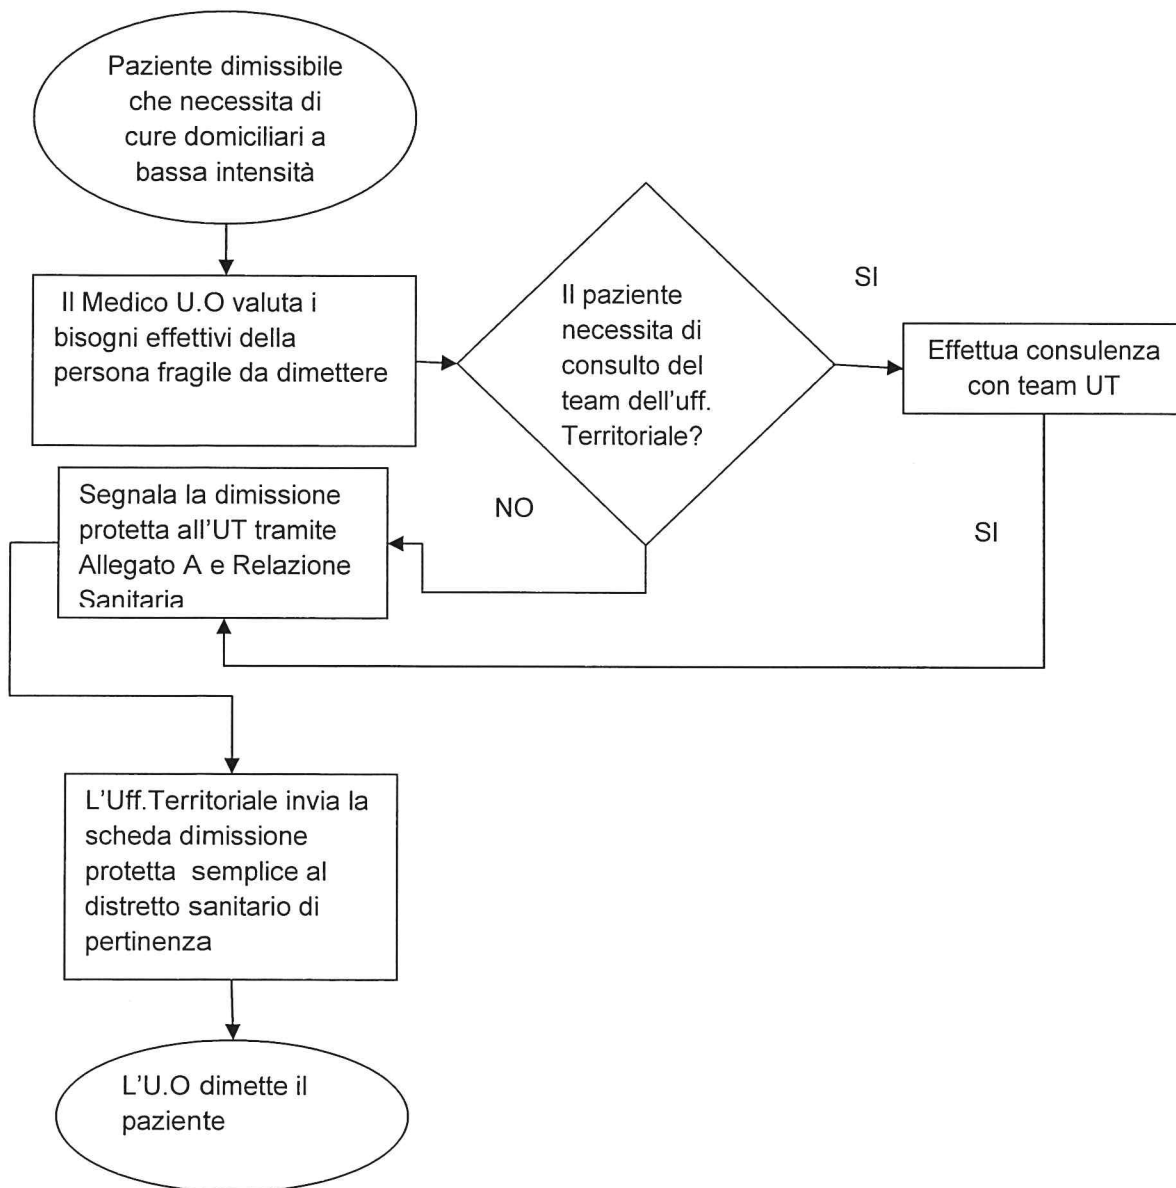 Paziente dimissibile
che necessita di
cure domiciliari a
bassa intensità
Il Medico U.O valuta i
bisogni effettivi della
persona fragile da dimettere
Il paziente
necessita di
consulto del
team dell'uff.
Territoriale?
SI
Effettua consulenza
con team UT
NO
SI
Segnala la dimissione
protetta all'UT tramite
Allegato A e Relazione
Sanitaria
L'Uff.Territoriale invia la
scheda dimissione
protetta semplice al
distretto sanitario di
pertinenza
L'U.O dimette il
paziente